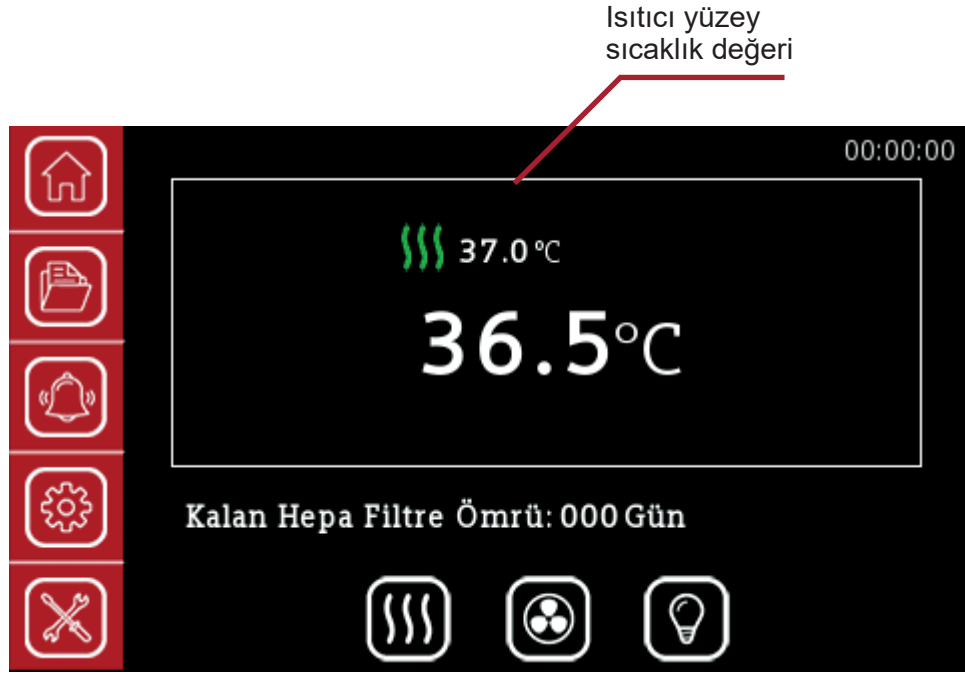 Isıtıcı yüzey
sıcaklık değeri
00:00:00
37.0 °C
36.5°C
Kalan Hepa Filtre Ömrü: 000 Gün